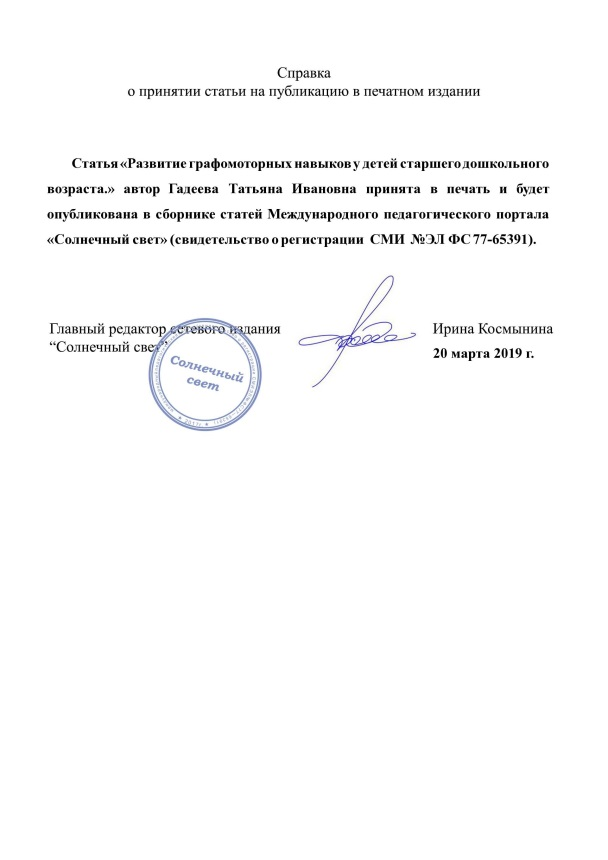 Справка
о принятии статьи на публикацию в печатном издании
Статья «Развитие графомоторных навыков у детей старшего дошкольного
возраста.» автор Гадеева Татьяна Ивановна принята в печать и будет
опубликована в сборнике статей Международного педагогического портала
«Солнечный свет» (свидетельство о регистрации СМИ №ЭЛ ФС 77-65391).
Главный редактор сетевого издания
“Солнечный свет”
Ирина Космынина
20 марта 2019 г.
Солнечный
свет